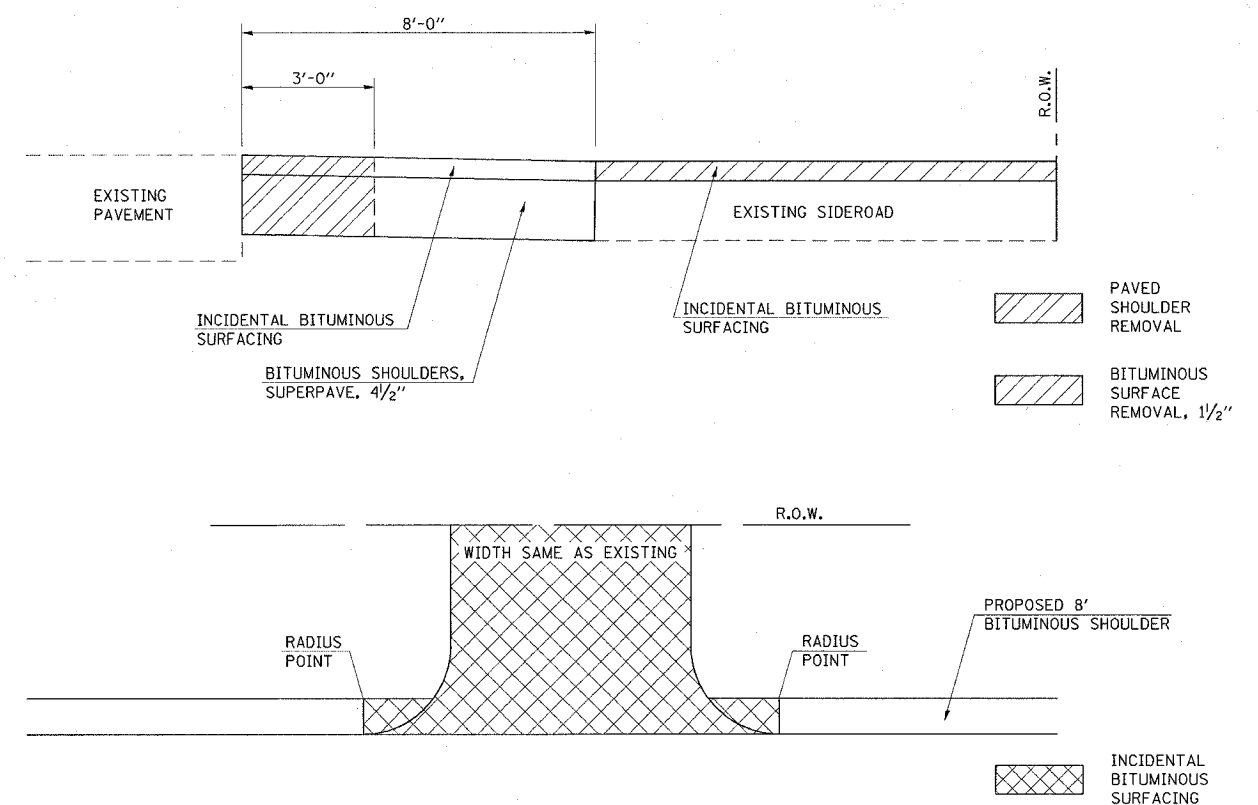 8'-0"
3'-0"
R.O.W.
EXISTING
PAVEMENT
EXISTING SIDEROAD
INCIDENTAL BITUMINOUS
SURFACING
INCIDENTAL BITUMINOUS
SURFACING
BITUMINOUS SHOULDERS,
SUPERPAVE, 4½"
PAVED
SHOULDER
REMOVAL
BITUMINOUS
SURFACE
REMOVAL, 1½"
R.O.W.
WIDTH SAME AS EXISTING
RADIUS
POINT
RADIUS
POINT
PROPOSED 8'
BITUMINOUS SHOULDER
INCIDENTAL
BITUMINOUS
SURFACING